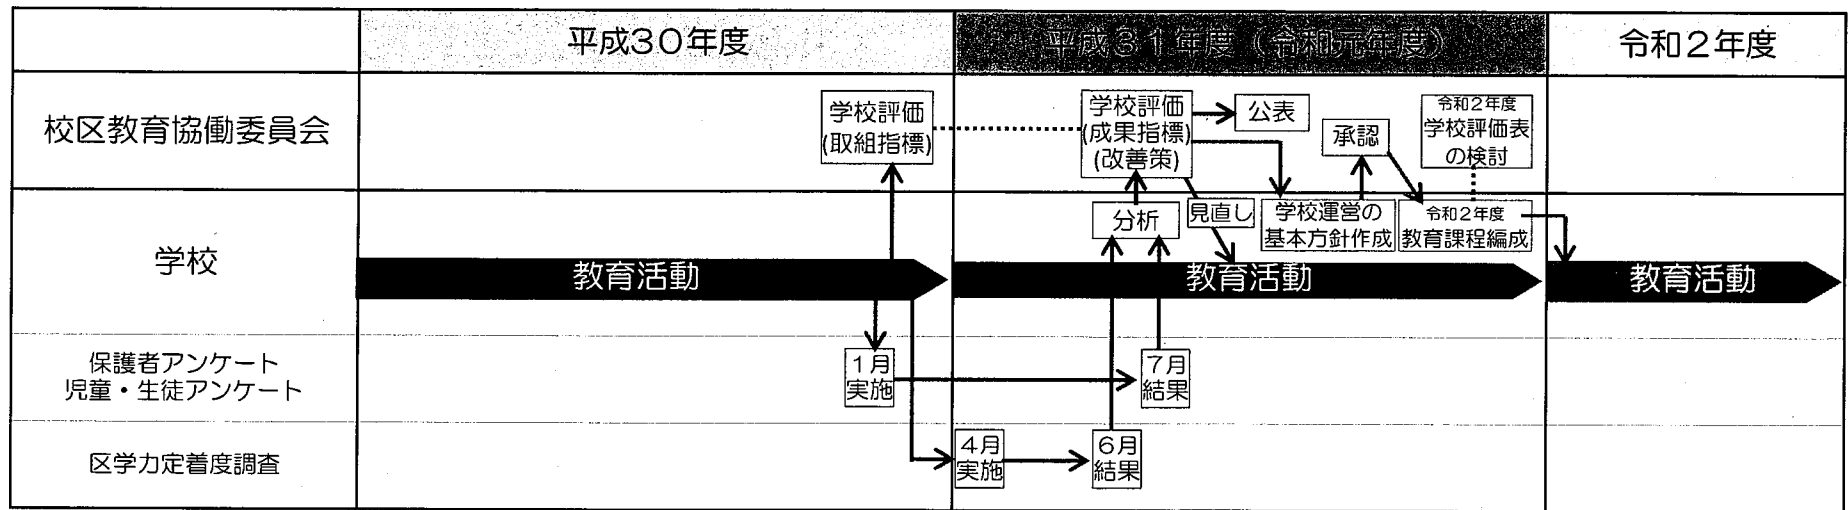 平成30年度
平成31年度（令和元年度）
令和2年度
校区教育協働委員会
学校評価
(取組指標)
学校評価
(成果指標)
(改善策)
公表
承認
令和2年度
学校評価表
の検討
学校
分析
見直し
学校運営の
基本方針作成
令和2年度
教育課程編成
教育活動
教育活動
教育活動
保護者アンケート
児童・生徒アンケート
1月
実施
7月
結果
区学力定着度調査
4月
実施
6月
結果